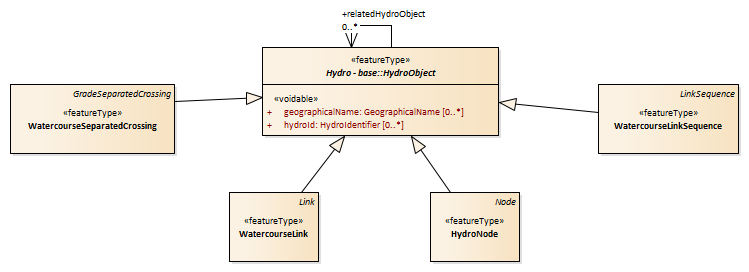 +relatedHydroObject
0..*
«featureType»
Hydro - base::HydroObject
«voidable»
+ geographicalName: GeographicalName [0..*]
+ hydroId: HydroIdentifier [0..*]
GradeSeparatedCrossing
«featureType»
WatercourseSeparatedCrossing
LinkSequence
«featureType»
WatercourseLinkSequence
Link
«featureType»
WatercourseLink
Node
«featureType»
HydroNode